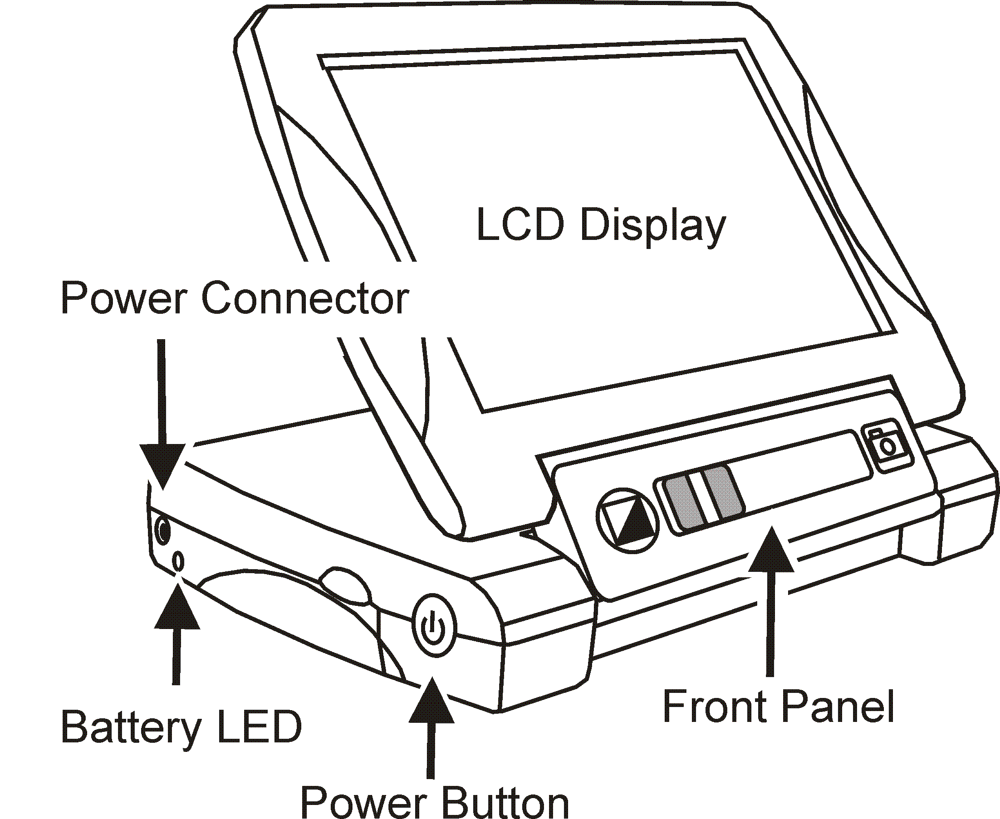 LCD Display
Power Connector
Front Panel
Battery LED
Power Button